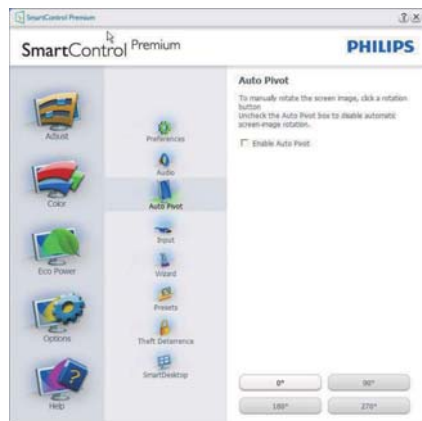 SmartControl Premium
SmartControl Premium
PHILIPS
Adjust
Color
Eco Power
Options
Help
Preferences
Audio
Auto Pivot
Input
Wizard
Presets
Theft Deterrence
SmartDesktop
Auto Pivot
To manually rotate the screen image, click a rotation
button
Uncheck the Auto Pivot box to disable automatic
screen-image rotation.
Enable Auto Pivot
0°
90°
180°
270°